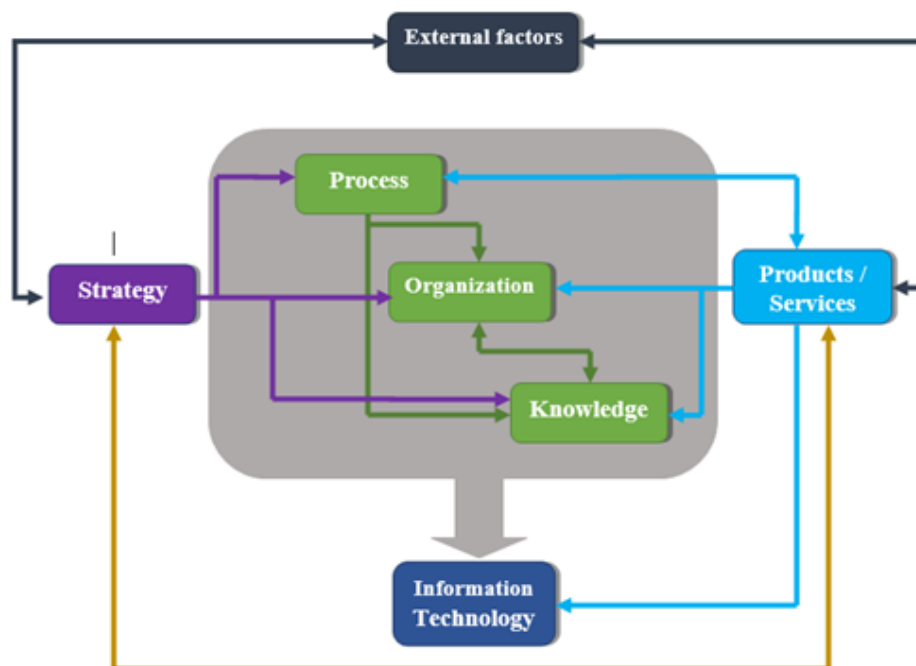 External factors
Process
Strategy
Organization
Products /
Services
Knowledge
Information
Technology